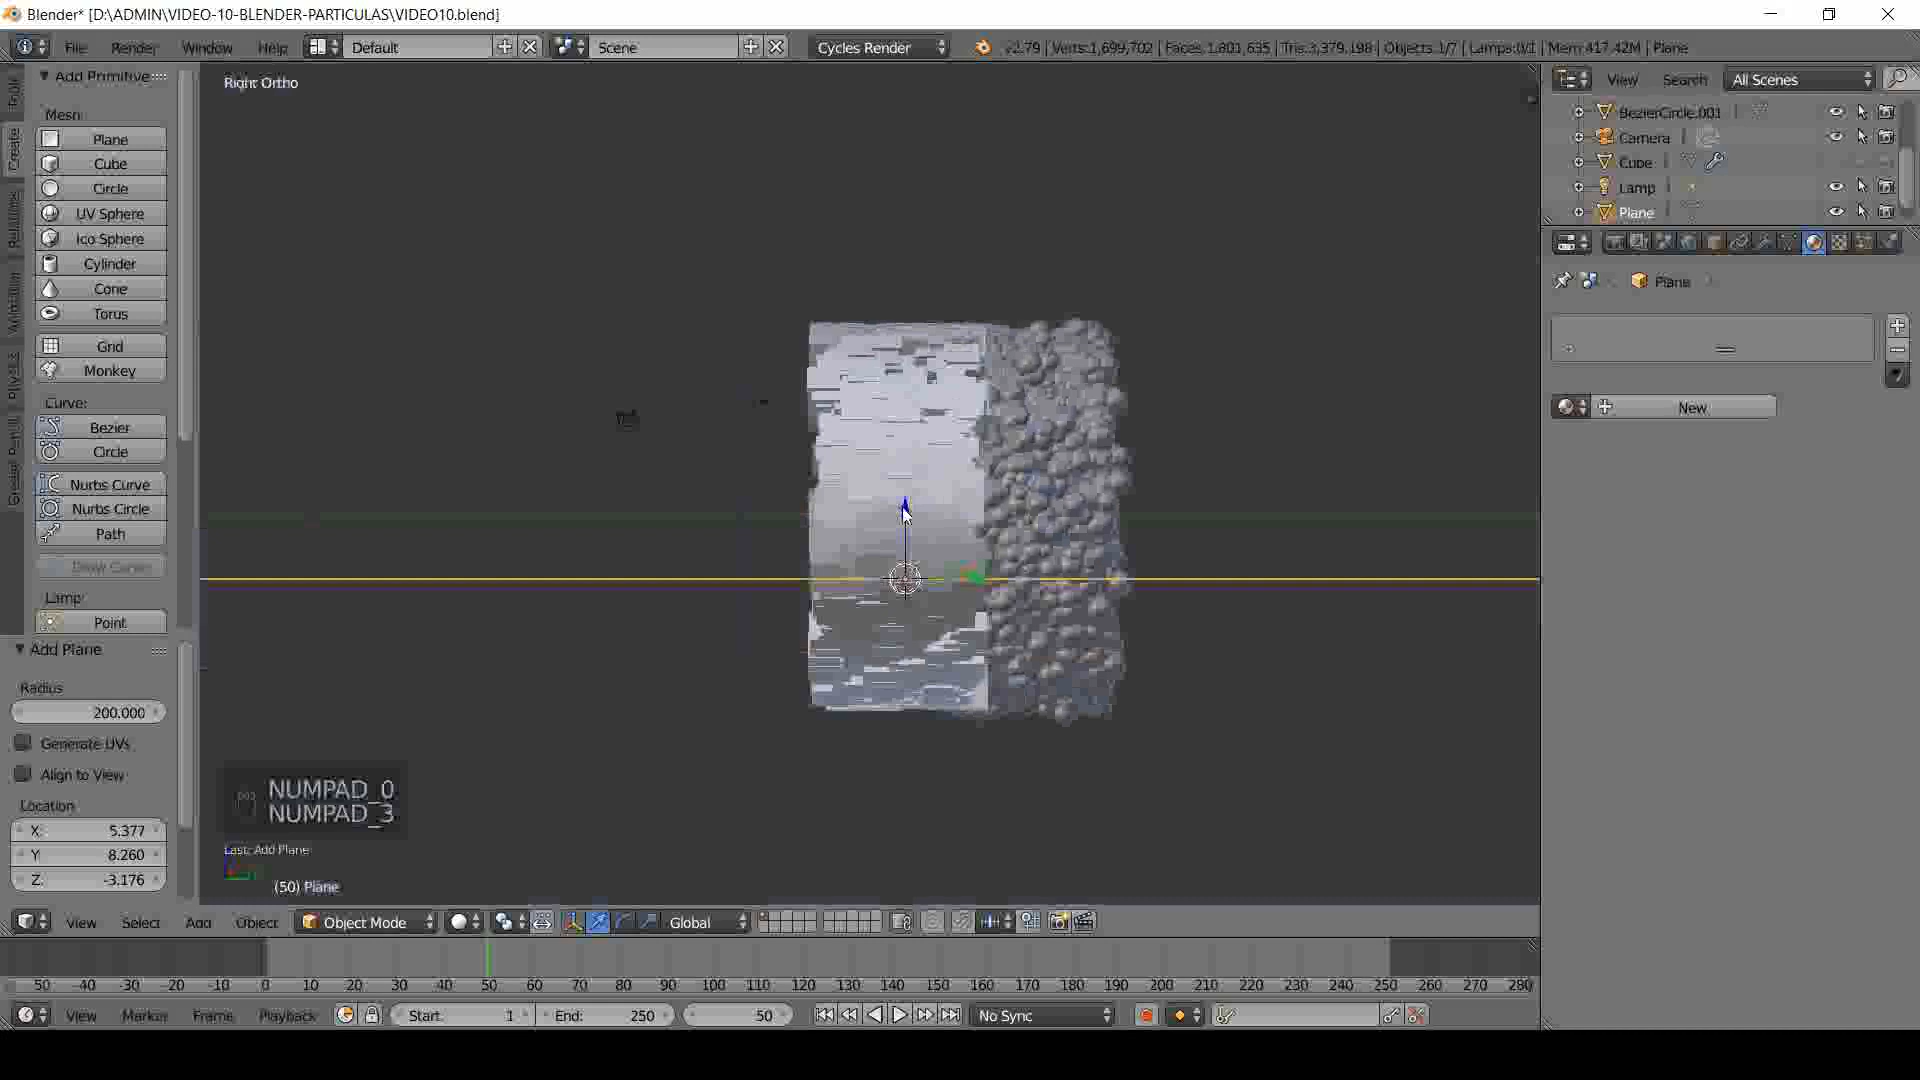 Blender* [D:\ADMIN\VIDEO-10-BLENDER-PARTICULAS\VIDEO10.blend]
File Render Window Help Default Scene Cycles Render v2.79 | Verts:1,699,702 | Faces:1,801,635 | Tris:3,379,198 | Objects:1/7 | Lamps:0/1 | Mem:417.42M | Plane
Add Primitive
Right Ortho
View Search All Scenes
Mesh:
Plane
Cube
Circle
UV Sphere
Ico Sphere
Cylinder
Cone
Torus
Grid
Monkey
Curve:
Bezier
Circle
Nurbs Curve
Nurbs Circle
Path
Draw Curve
Lamp:
Point
Create
Relations
Animation
Physics
Grease Pencil
BezierCircle.001
Camera
Cube
Lamp
Plane
Plane
New
Add Plane
Radius
200.000
Generate UVs
Align to View
Location
X: 5.377
Y: 8.260
Z: -3.176
NUMPAD_0
NUMPAD_3
Last: Add Plane
(50) Plane
View Select Add Object Object Mode Global
-40 -30 -20 -10 0 10 20 30 40 50 60 70 80 90 100 110 120 130 140 150 160 170 180 190 200 210 220 230 240 250 260 270 280
View Marker Frame Playback Start: 1 End: 250 50 No Sync